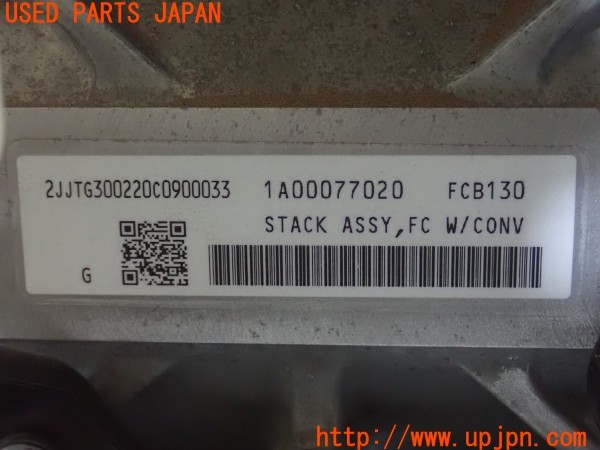 USED PARTS JAPAN
2JJTG300220C0900033 1A00077020 FCB130
STACK ASSY,FC W/CONV
G
http://www.upjpn.com